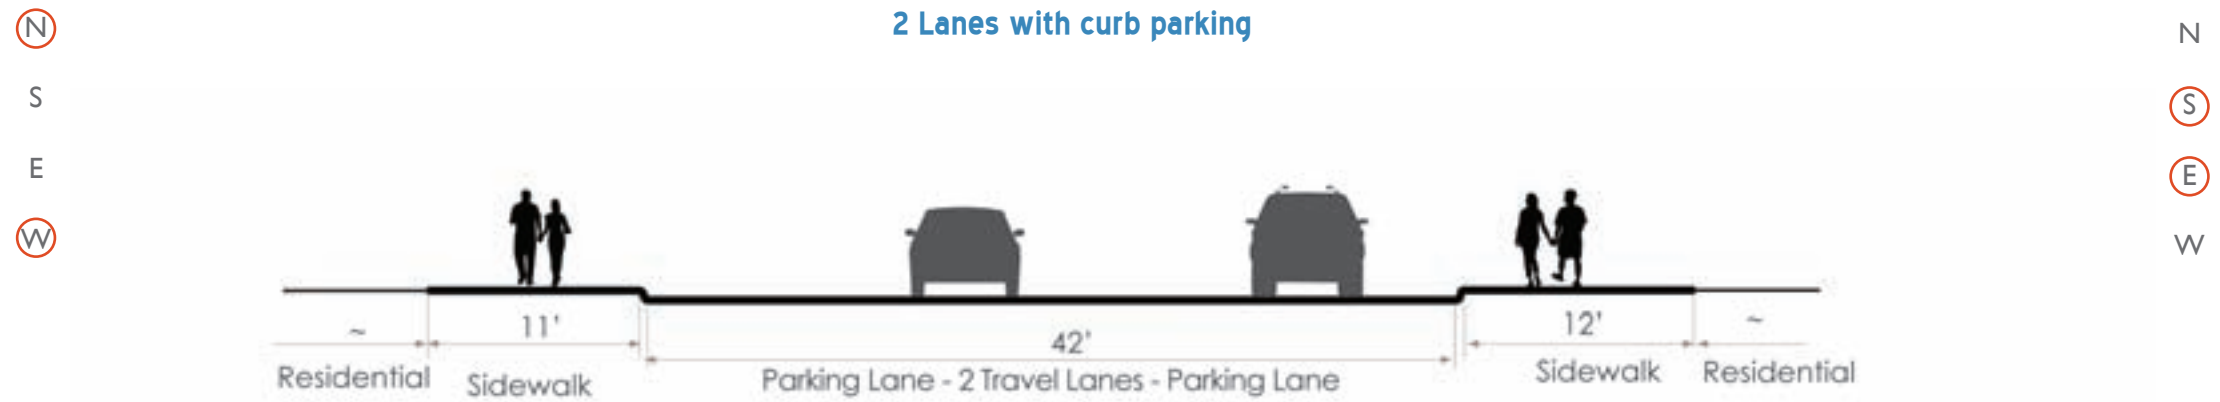 2 Lanes with curb parking
N
S
E
W
N
S
E
W
~
11'
42'
12'
~
Residential
Sidewalk
Parking Lane - 2 Travel Lanes - Parking Lane
Sidewalk
Residential